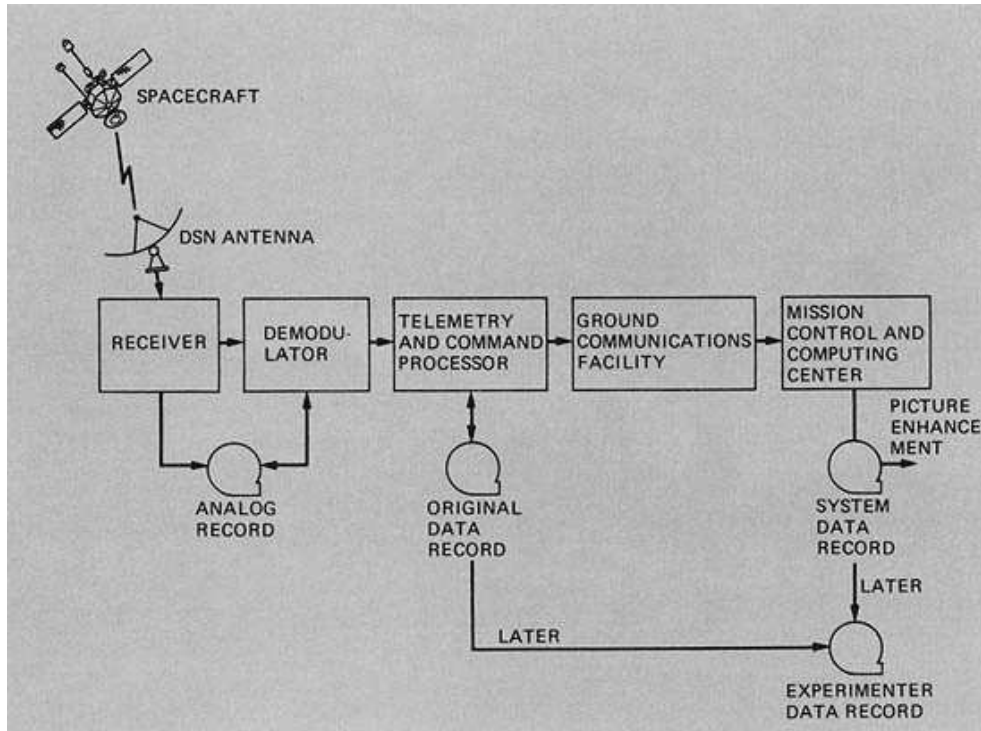 SPACECRAFT
DSN ANTENNA
RECEIVER
DEMODU-
LATOR
TELEMETRY
AND COMMAND
PROCESSOR
GROUND
COMMUNICATIONS
FACILITY
MISSION
CONTROL AND
COMPUTING
CENTER
PICTURE
ENHANCE
MENT
ANALOG
RECORD
ORIGINAL
DATA
RECORD
SYSTEM
DATA
RECORD
LATER
LATER
EXPERIMENTER
DATA RECORD